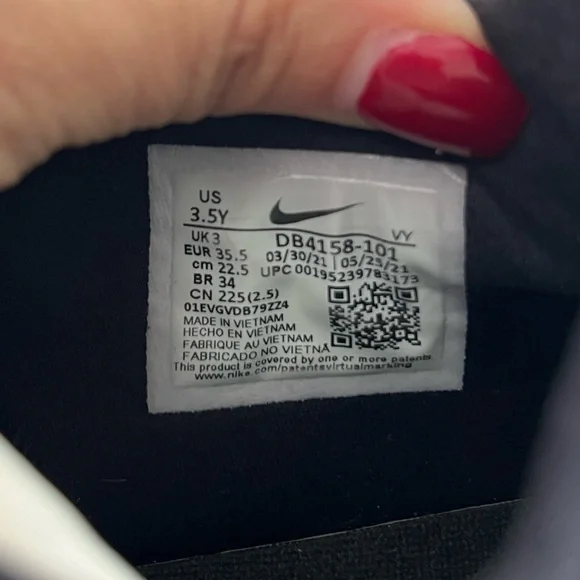 US
3.5Y
UK 3
EUR 35.5
cm 22.5
BR 34
CN 225(2.5)
VY
DB4158-101
03/30/21 05/23/21
UPC 00195239783173
01EVGVDB79ZZ4
MADE IN VIETNAM
HECHO EN VIETNAM
FABRIQUE AU VIETNAM
FABRICADO NO VIETNÃ
This product is covered by one or more patents
www.nike.com/patentsvirtualmarking